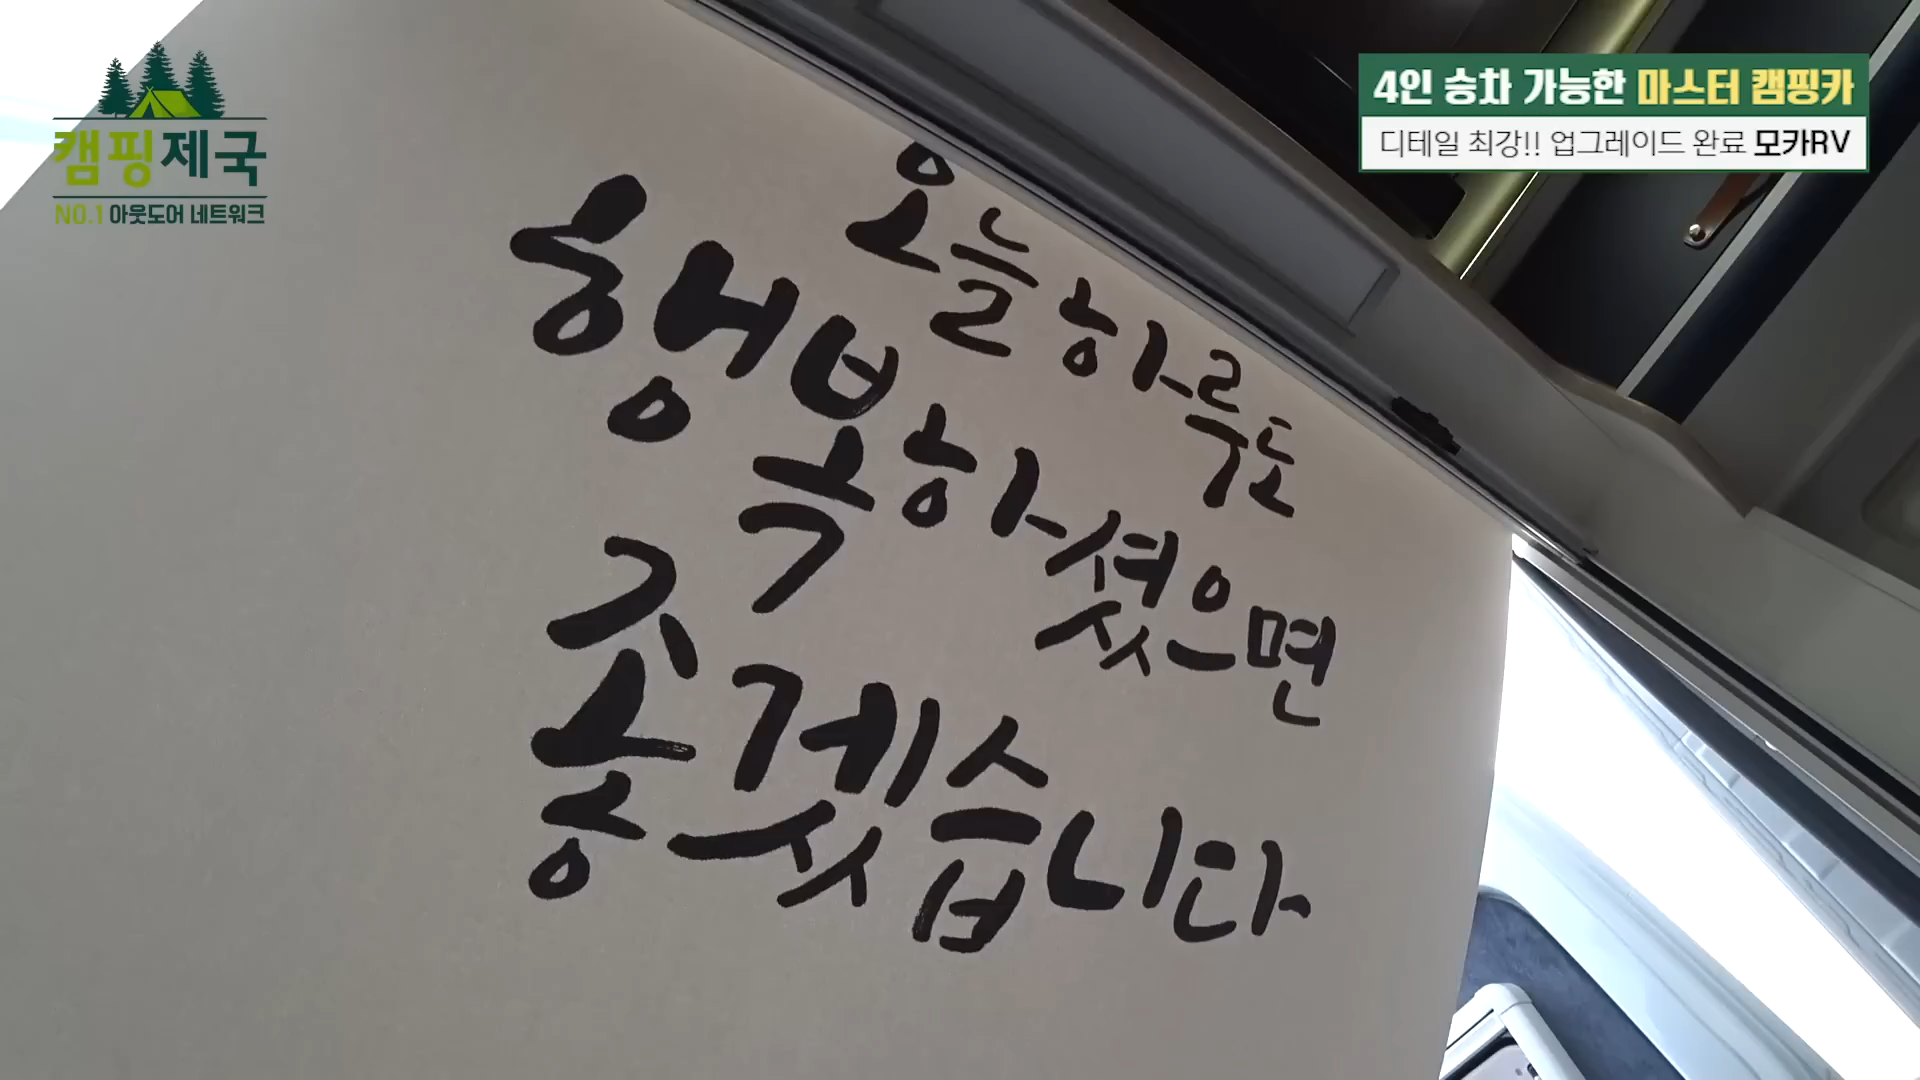 캠핑제국
NO.1 아웃도어 네트워크
4인 승차 가능한 마스터 캠핑카
디테일 최강!! 업그레이드 완료 모카RV
오늘하루도
행복하셨으면
좋겟습니다